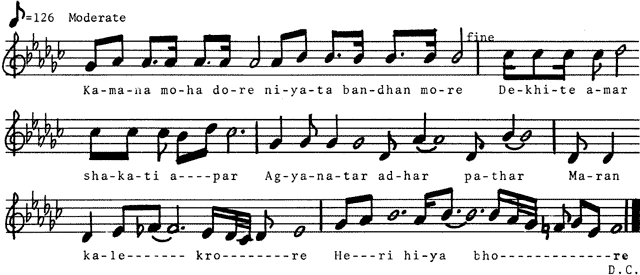 =126 Moderate
fine
Ka-ma-na mo-ha do-re ni-ya-ta ban-dhan mo-re De-khi-te a-mar
sha-ka-ti a----par Ag-ya-na-tar ad-har pa-thar Ma-ran
ka-le------- kro--------re He---ri hi-ya bho-------------re
D.C.